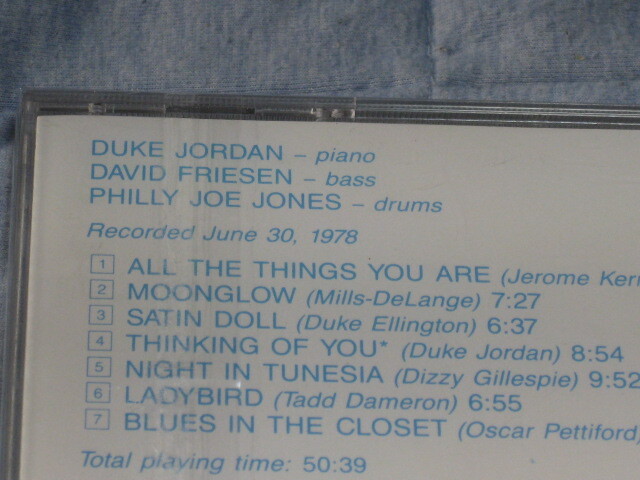 DUKE JORDAN – piano
DAVID FRIESEN – bass
PHILLY JOE JONES – drums
Recorded June 30, 1978
1 ALL THE THINGS YOU ARE (Jerome Kern
2 MOONGLOW (Mills-DeLange) 7:27
3 SATIN DOLL (Duke Ellington) 6:37
4 THINKING OF YOU* (Duke Jordan) 8:54
5 NIGHT IN TUNESIA (Dizzy Gillespie) 9:52
6 LADYBIRD (Tadd Dameron) 6:55
7 BLUES IN THE CLOSET (Oscar Pettiford)
Total playing time: 50:39